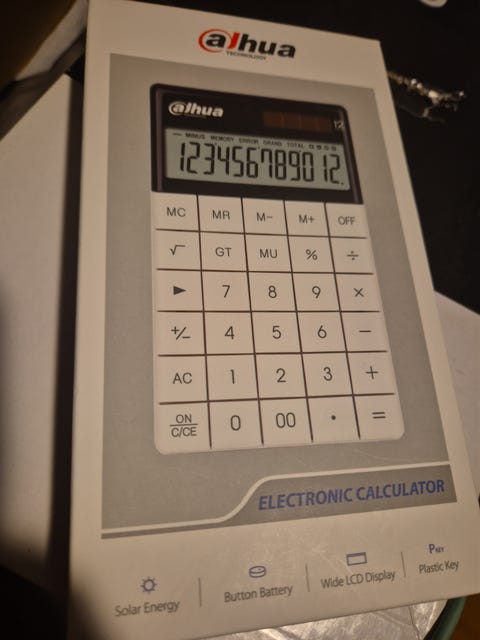 alhua
TECHNOLOGY
alhua
12
MINUS MEMORY ERROR GRAND TOTAL
123456789012.
MC MR M− M+ OFF
√ GT MU % ÷
► 7 8 9 ×
+/− 4 5 6 −
AC 1 2 3 +
ON
C/CE 0 00 . =
ELECTRONIC CALCULATOR
PKEY
Solar Energy Button Battery Wide LCD Display Plastic Key